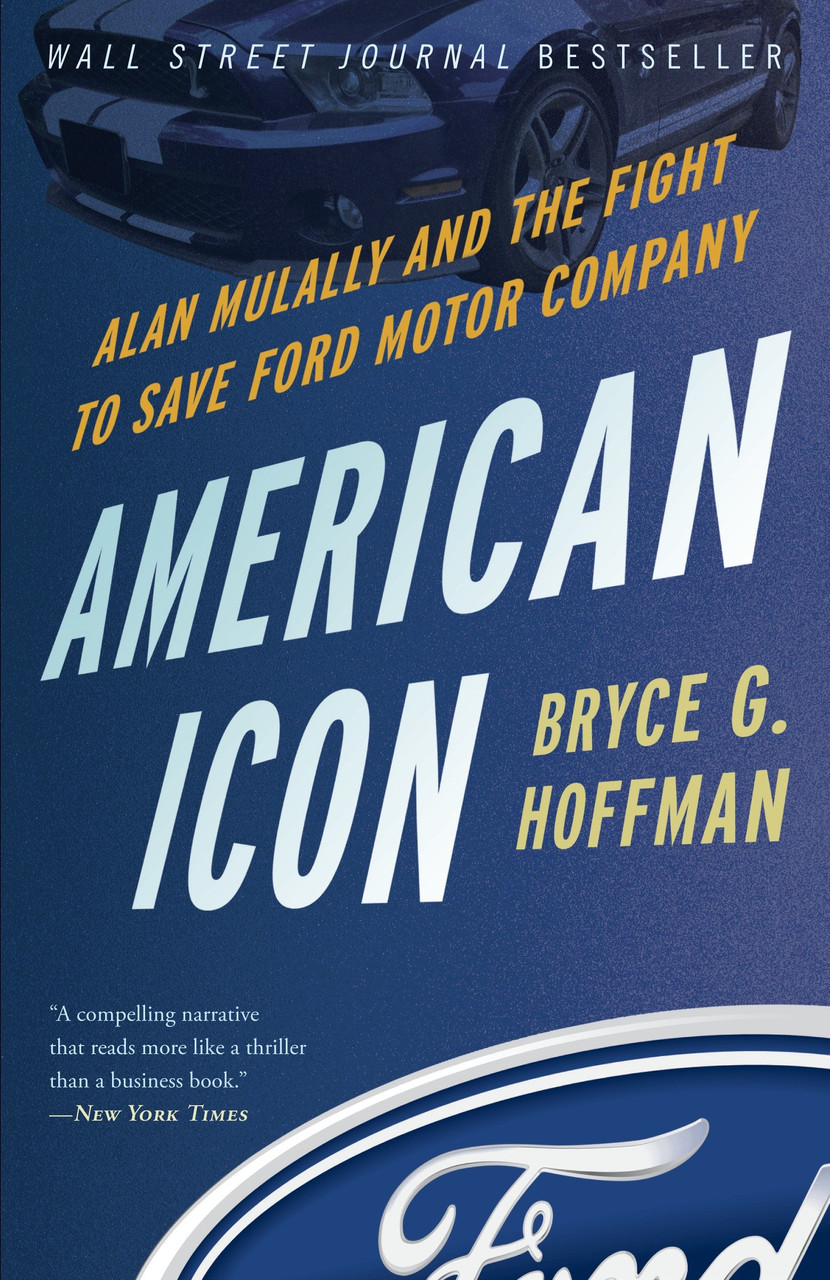 WALL STREET JOURNAL BESTSELLER
ALAN MULALLY AND THE FIGHT
TO SAVE FORD MOTOR COMPANY
AMERICAN
ICON
BRYCE G.
HOFFMAN
“A compelling narrative
that reads more like a thriller
than a business book.”
—NEW YORK TIMES
Ford